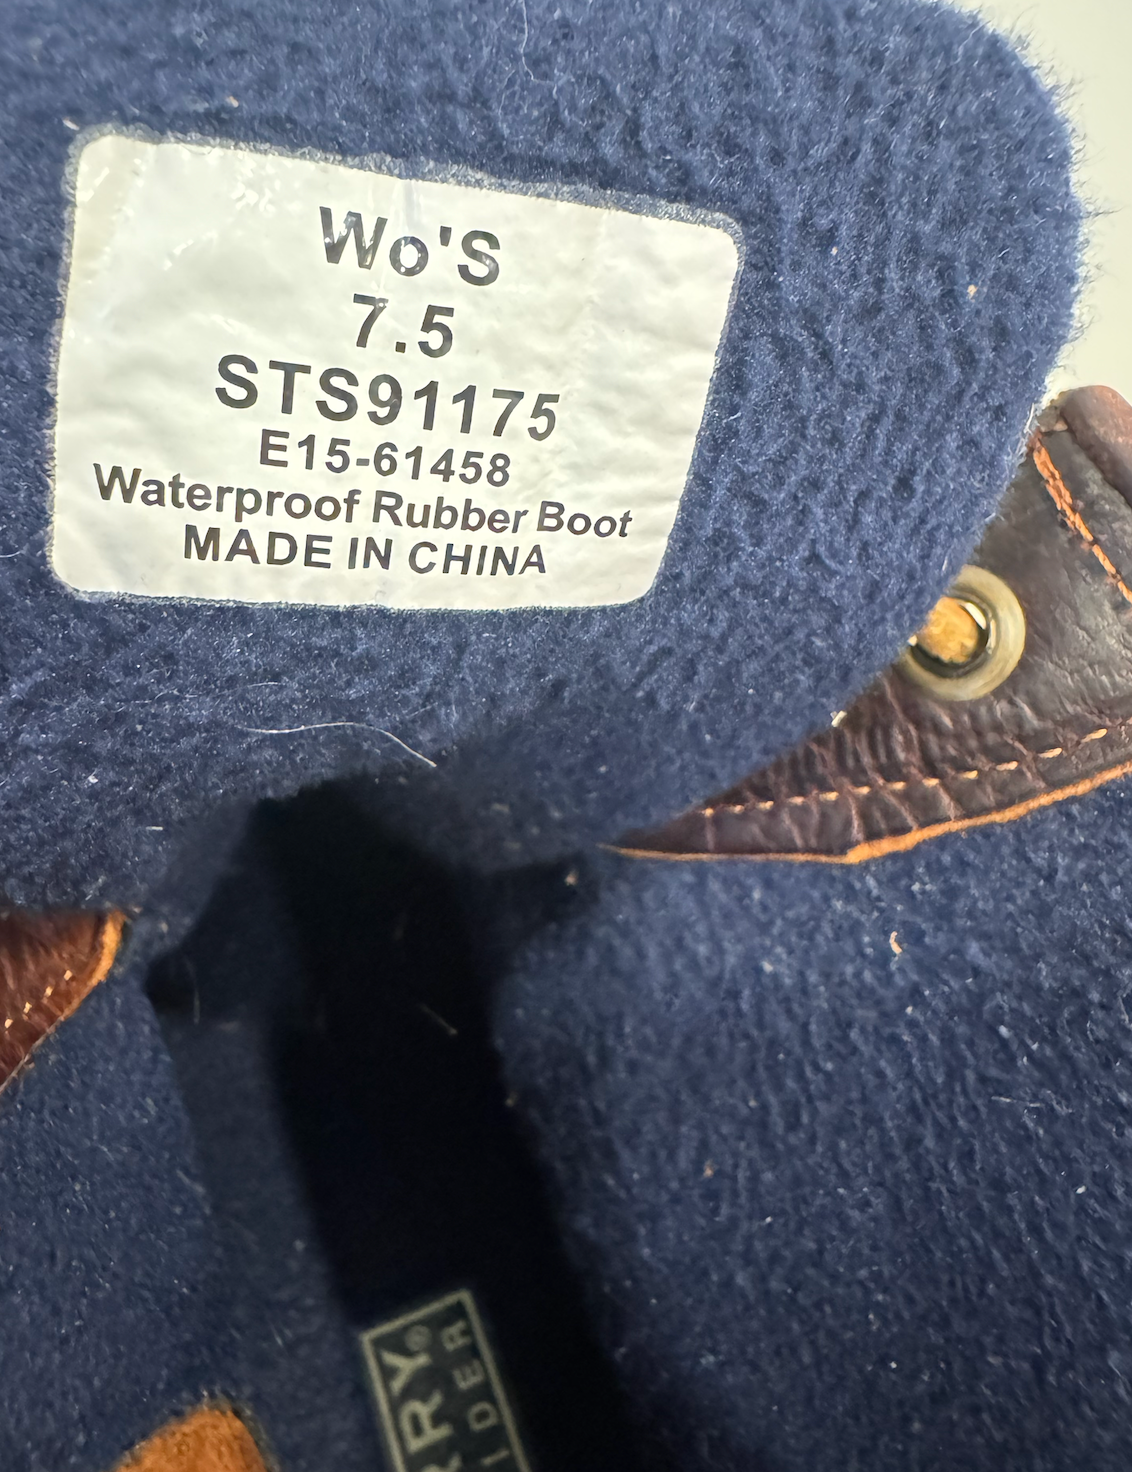 Wo'S
7.5
STS91175
E15-61458
Waterproof Rubber Boot
MADE IN CHINA